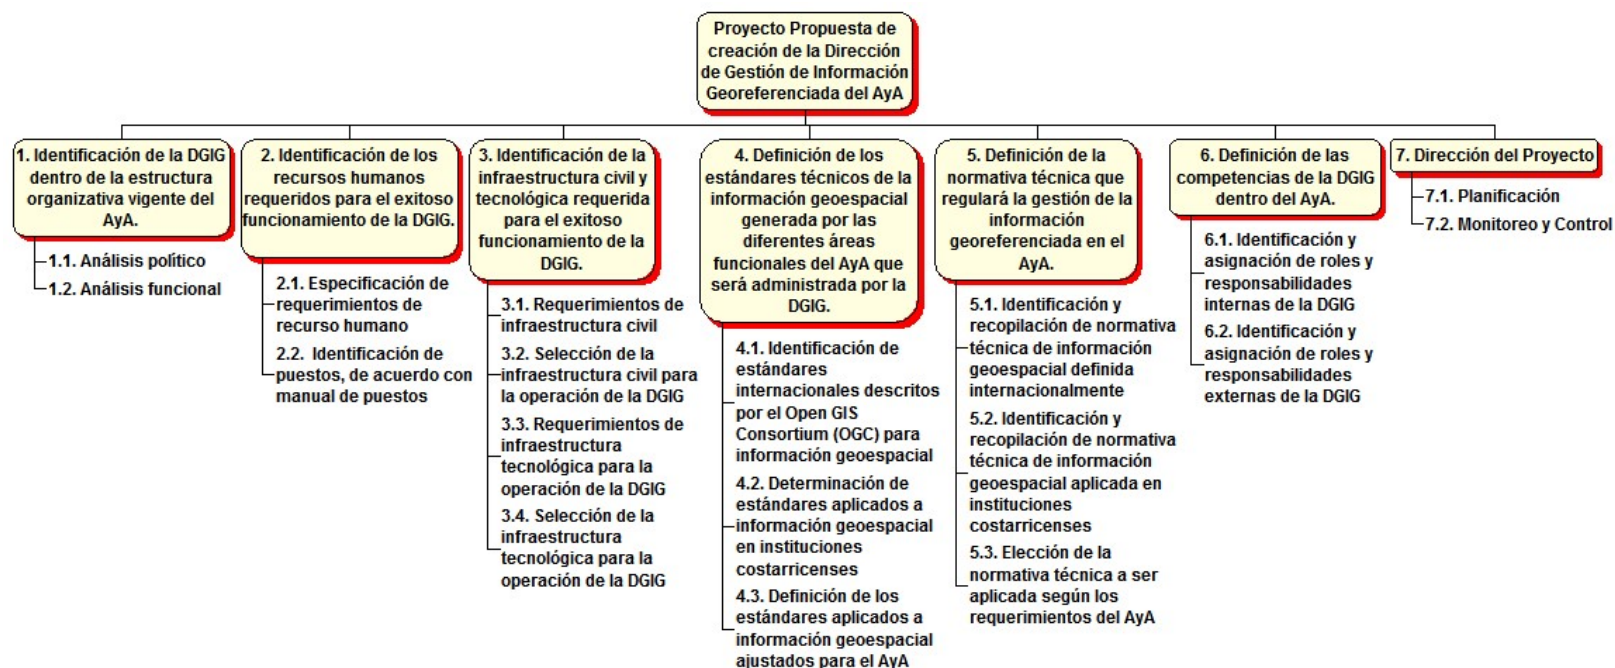 Proyecto Propuesta de
creación de la Dirección
de Gestión de Información
Georeferenciada del AyA
1. Identificación de la DGIG
dentro de la estructura
organizativa vigente del
AyA.
1.1. Análisis político
1.2. Análisis funcional
2. Identificación de los
recursos humanos
requeridos para el exitoso
funcionamiento de la DGIG.
2.1. Especificación de
requerimientos de
recurso humano
2.2. Identificación de
puestos, de acuerdo con
manual de puestos
3. Identificación de la
infraestructura civil y
tecnológica requerida
para el exitoso
funcionamiento de la
DGIG.
3.1. Requerimientos de
infraestructura civil
3.2. Selección de la
infraestructura civil para
la operación de la DGIG
3.3. Requerimientos de
infraestructura
tecnológica para la
operación de la DGIG
3.4. Selección de la
infraestructura
tecnológica para la
operación de la DGIG
4. Definición de los
estándares técnicos de la
información geoespacial
generada por las
diferentes áreas
funcionales del AyA que
será administrada por la
DGIG.
4.1. Identificación de
estándares
internacionales descritos
por el Open GIS
Consortium (OGC) para
información geoespacial
4.2. Determinación de
estándares aplicados a
información geoespacial
en instituciones
costarricenses
4.3. Definición de los
estándares aplicados a
información geoespacial
ajustados para el AyA
5. Definición de la
normativa técnica que
regulará la gestión de la
información
georeferenciada en el
AyA.
5.1. Identificación y
recopilación de normativa
técnica de información
geoespacial definida
internacionalmente
5.2. Identificación y
recopilación de normativa
técnica de información
geoespacial aplicada en
instituciones
costarricenses
5.3. Elección de la
normativa técnica a ser
aplicada según los
requerimientos del AyA
6. Definición de las
competencias de la DGIG
dentro del AyA.
6.1. Identificación y
asignación de roles y
responsabilidades
internas de la DGIG
6.2. Identificación y
asignación de roles y
responsabilidades
externas de la DGIG
7. Dirección del Proyecto
7.1. Planificación
7.2. Monitoreo y Control